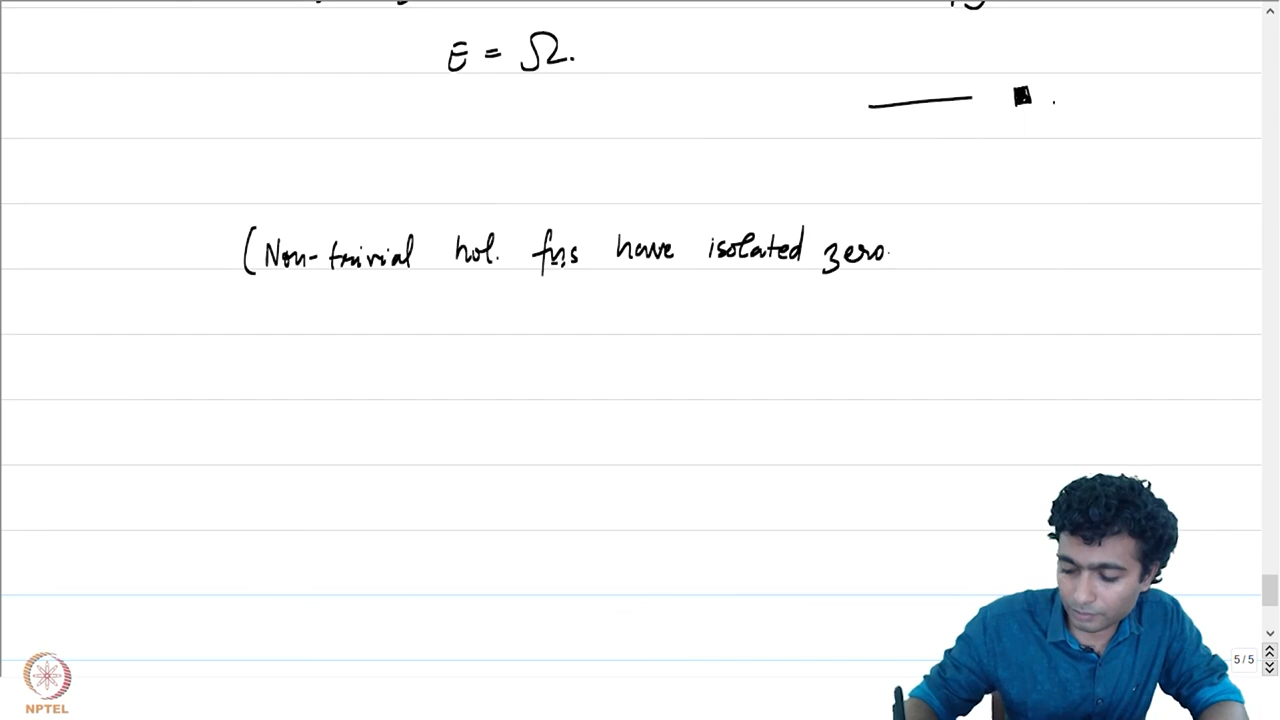 E = Ω.
(Non-trivial hol. fns have isolated zero.
5 / 5
NPTEL